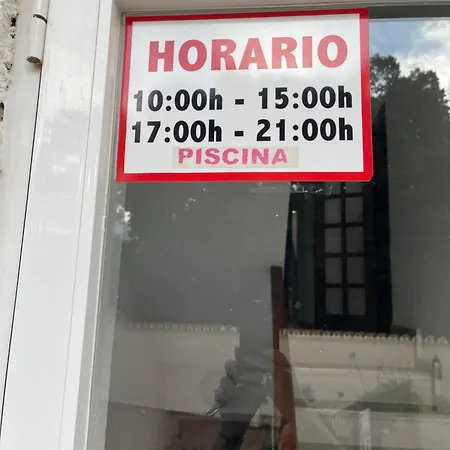 HORARIO
10:00h - 15:00h
17:00h - 21:00h
PISCINA